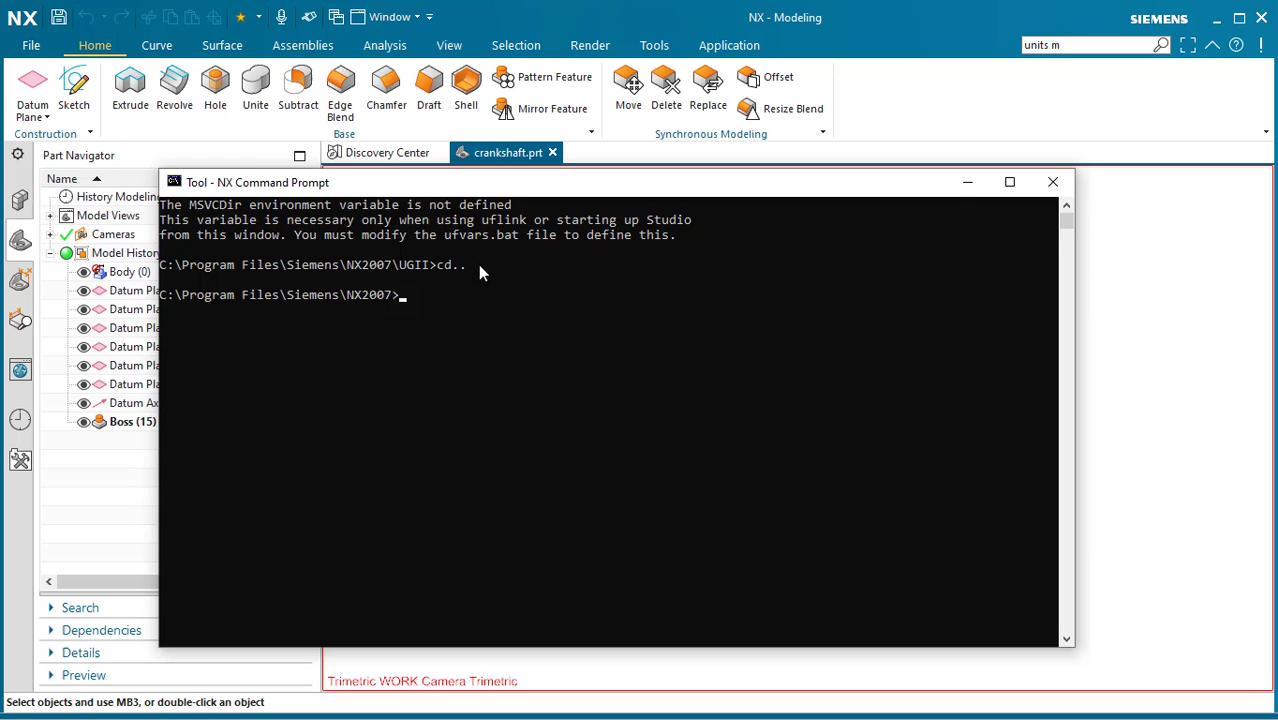 NX
Window
NX - Modeling
SIEMENS
File
Home
Curve
Surface
Assemblies
Analysis
View
Selection
Render
Tools
Application
units m
Datum
Plane
Sketch
Extrude
Revolve
Hole
Unite
Subtract
Edge
Blend
Chamfer
Draft
Shell
Pattern Feature
Mirror Feature
Move
Delete
Replace
Offset
Resize Blend
Construction
Base
Synchronous Modeling
Part Navigator
Discovery Center
crankshaft.prt
Name
History Modelin
Model Views
Cameras
Model History
Body (0)
Datum Pla
Datum Pla
Datum Pla
Datum Pla
Datum Pla
Datum Pla
Datum Ax
Boss (15)
Tool - NX Command Prompt
The MSVCDir environment variable is not defined
This variable is necessary only when using uflink or starting up Studio
from this window. You must modify the ufvars.bat file to define this.
C:\Program Files\Siemens\NX2007\UGII>cd..
C:\Program Files\Siemens\NX2007>
Search
Dependencies
Details
Preview
Trimetric WORK Camera Trimetric
Select objects and use MB3, or double-click an object